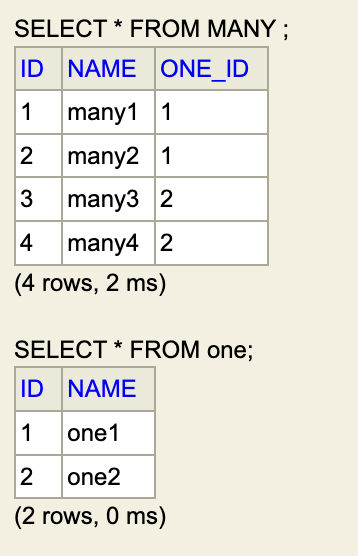 SELECT * FROM MANY ;
ID NAME ONE_ID
1 many1 1
2 many2 1
3 many3 2
4 many4 2
(4 rows, 2 ms)
SELECT * FROM one;
ID NAME
1 one1
2 one2
(2 rows, 0 ms)